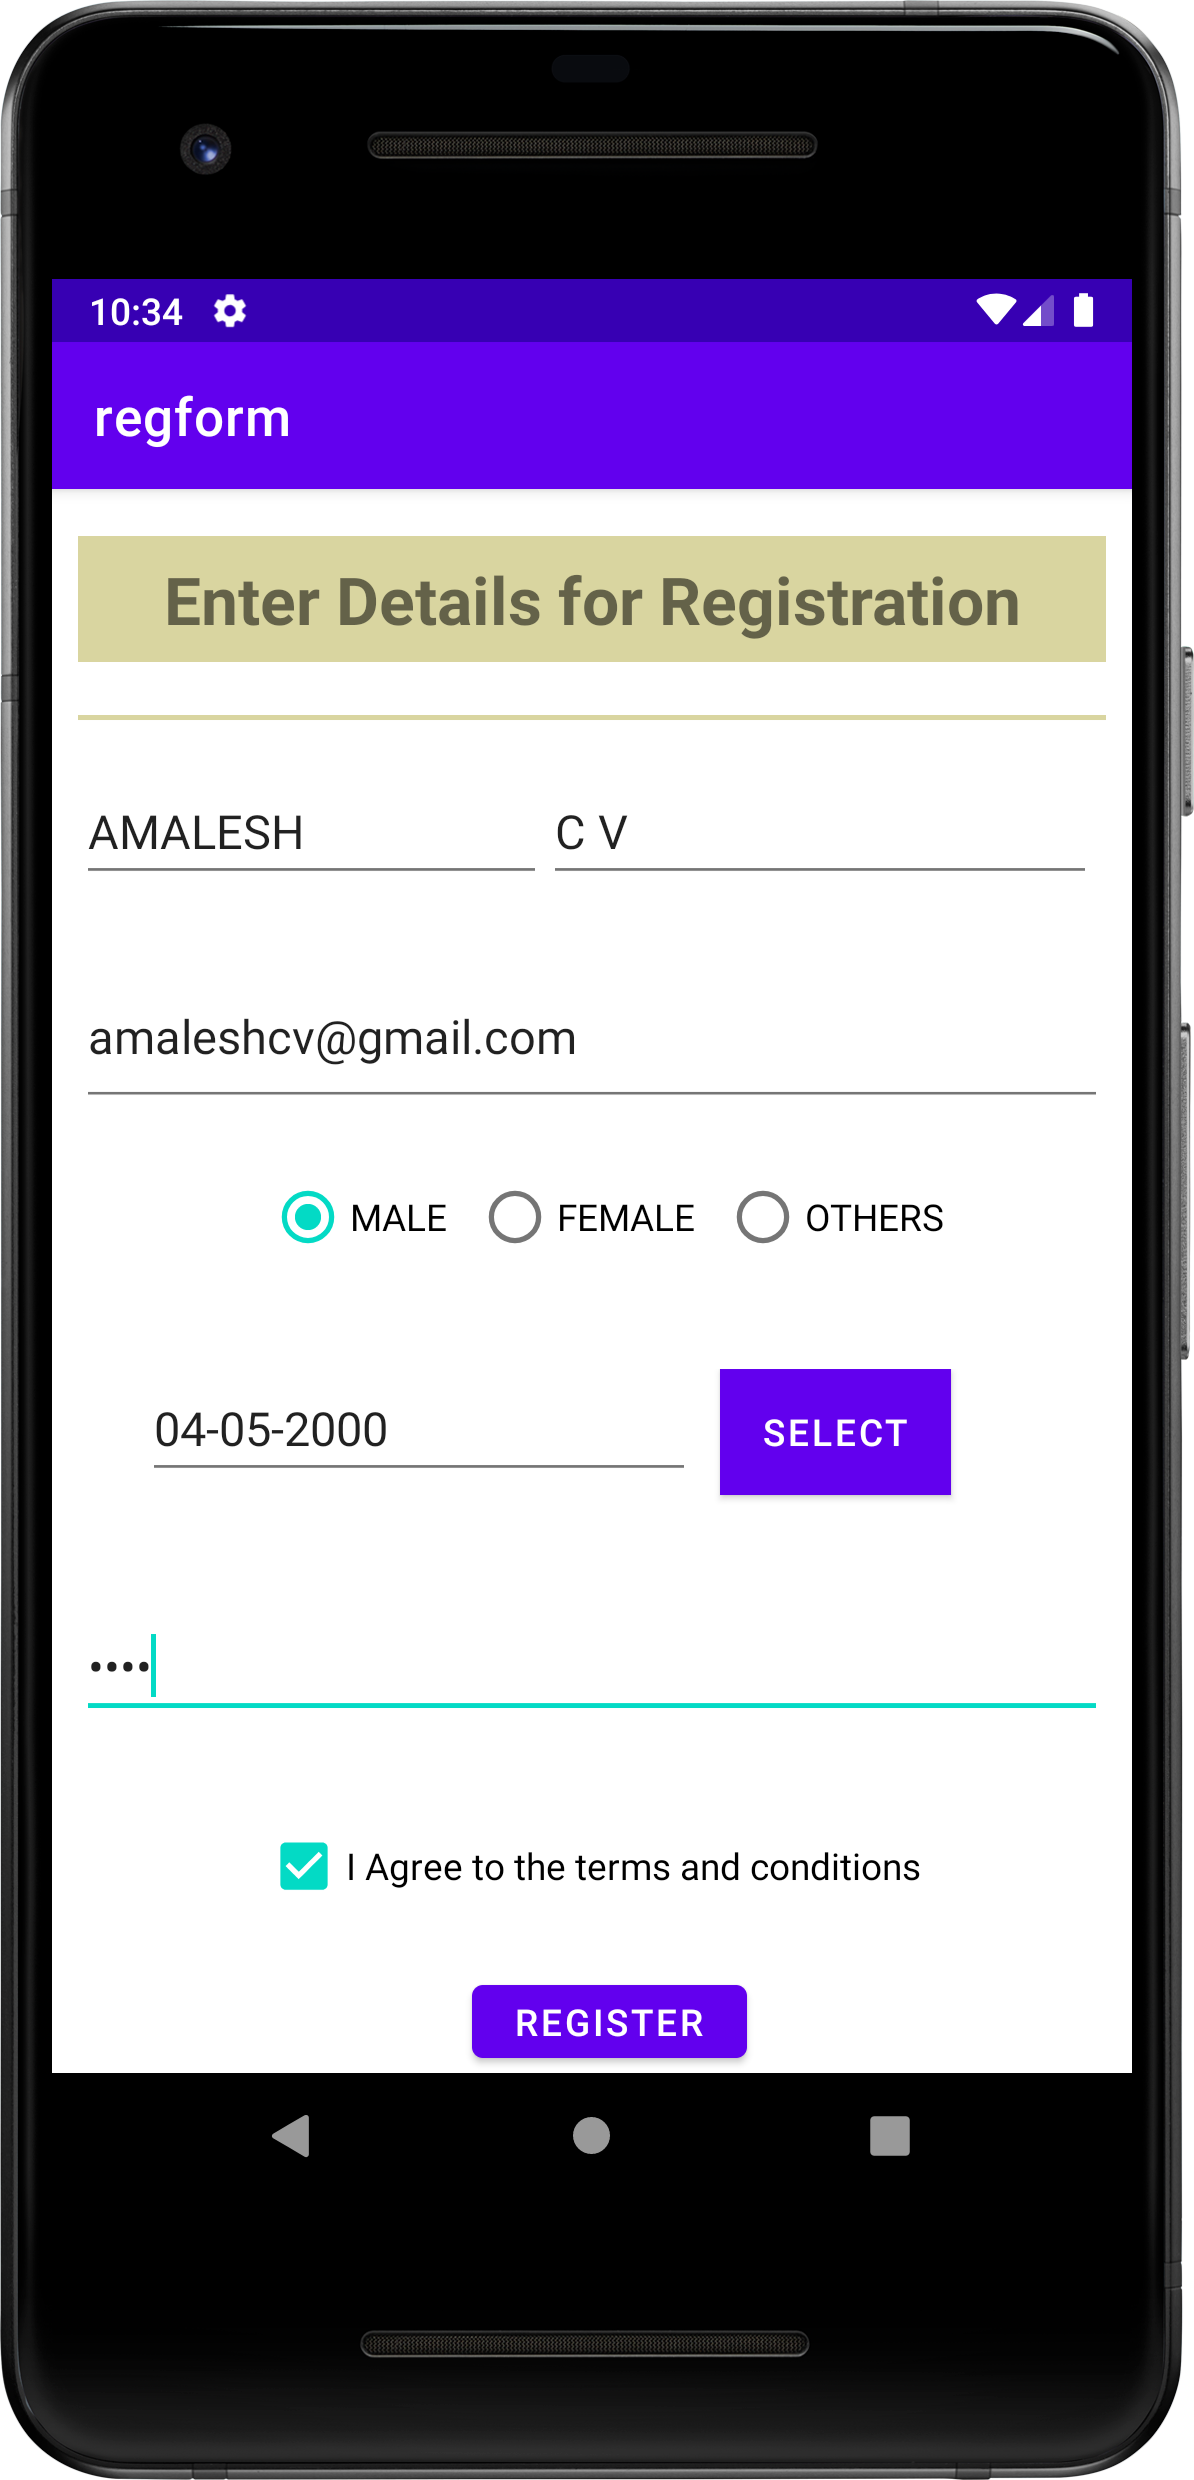 10:34
regform
Enter Details for Registration
AMALESH C V
amaleshcv@gmail.com
MALE FEMALE OTHERS
04-05-2000 SELECT
••••
I Agree to the terms and conditions
REGISTER